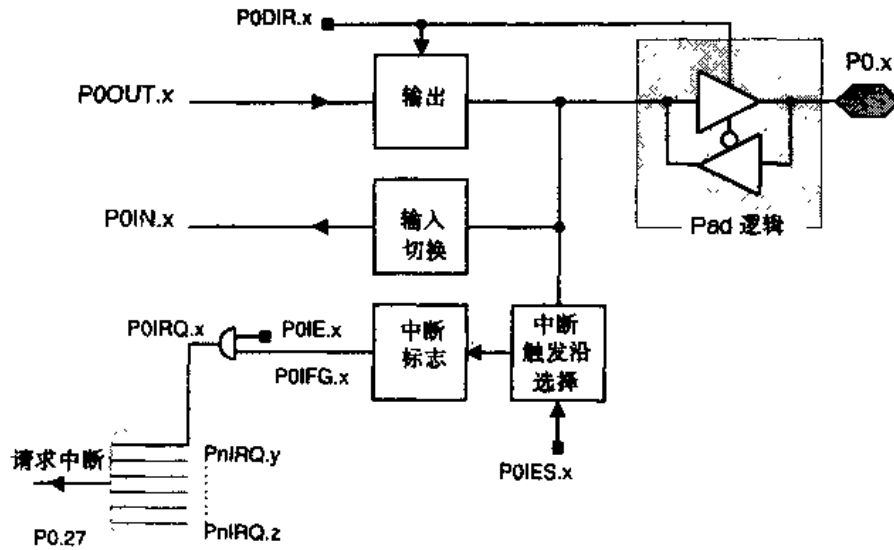 P0DIR.x
P0.x
P0OUT.x
输出
P0IN.x
输入
切换
Pad 逻辑
P0IRQ.x
P0IE.x
P0IFG.x
中断
标志
中断
触发沿
选择
P0IES.x
请求中断
PnIRQ.y
P0.27
PnIRQ.z